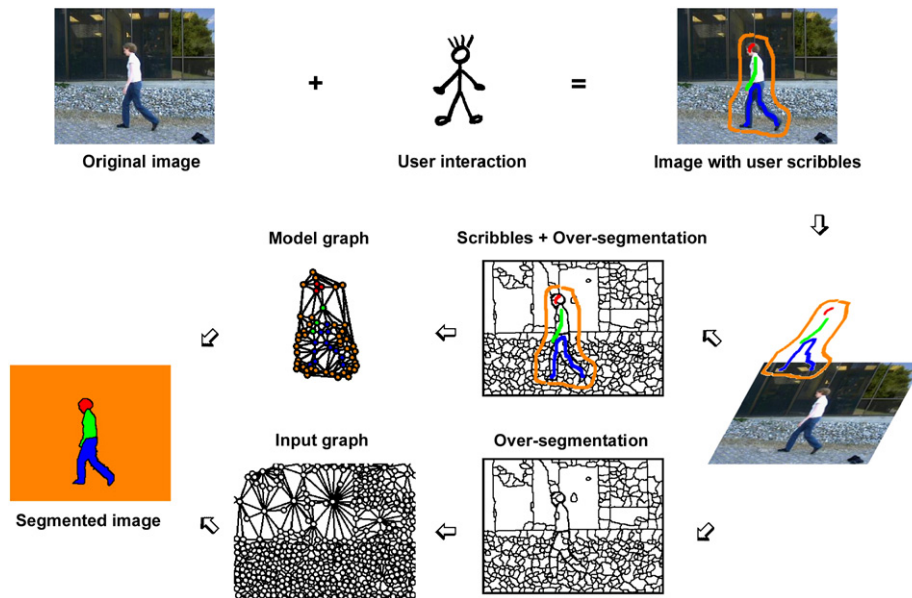 +
=
Original image
User interaction
Image with user scribbles
Model graph
Scribbles + Over-segmentation
Input graph
Over-segmentation
Segmented image